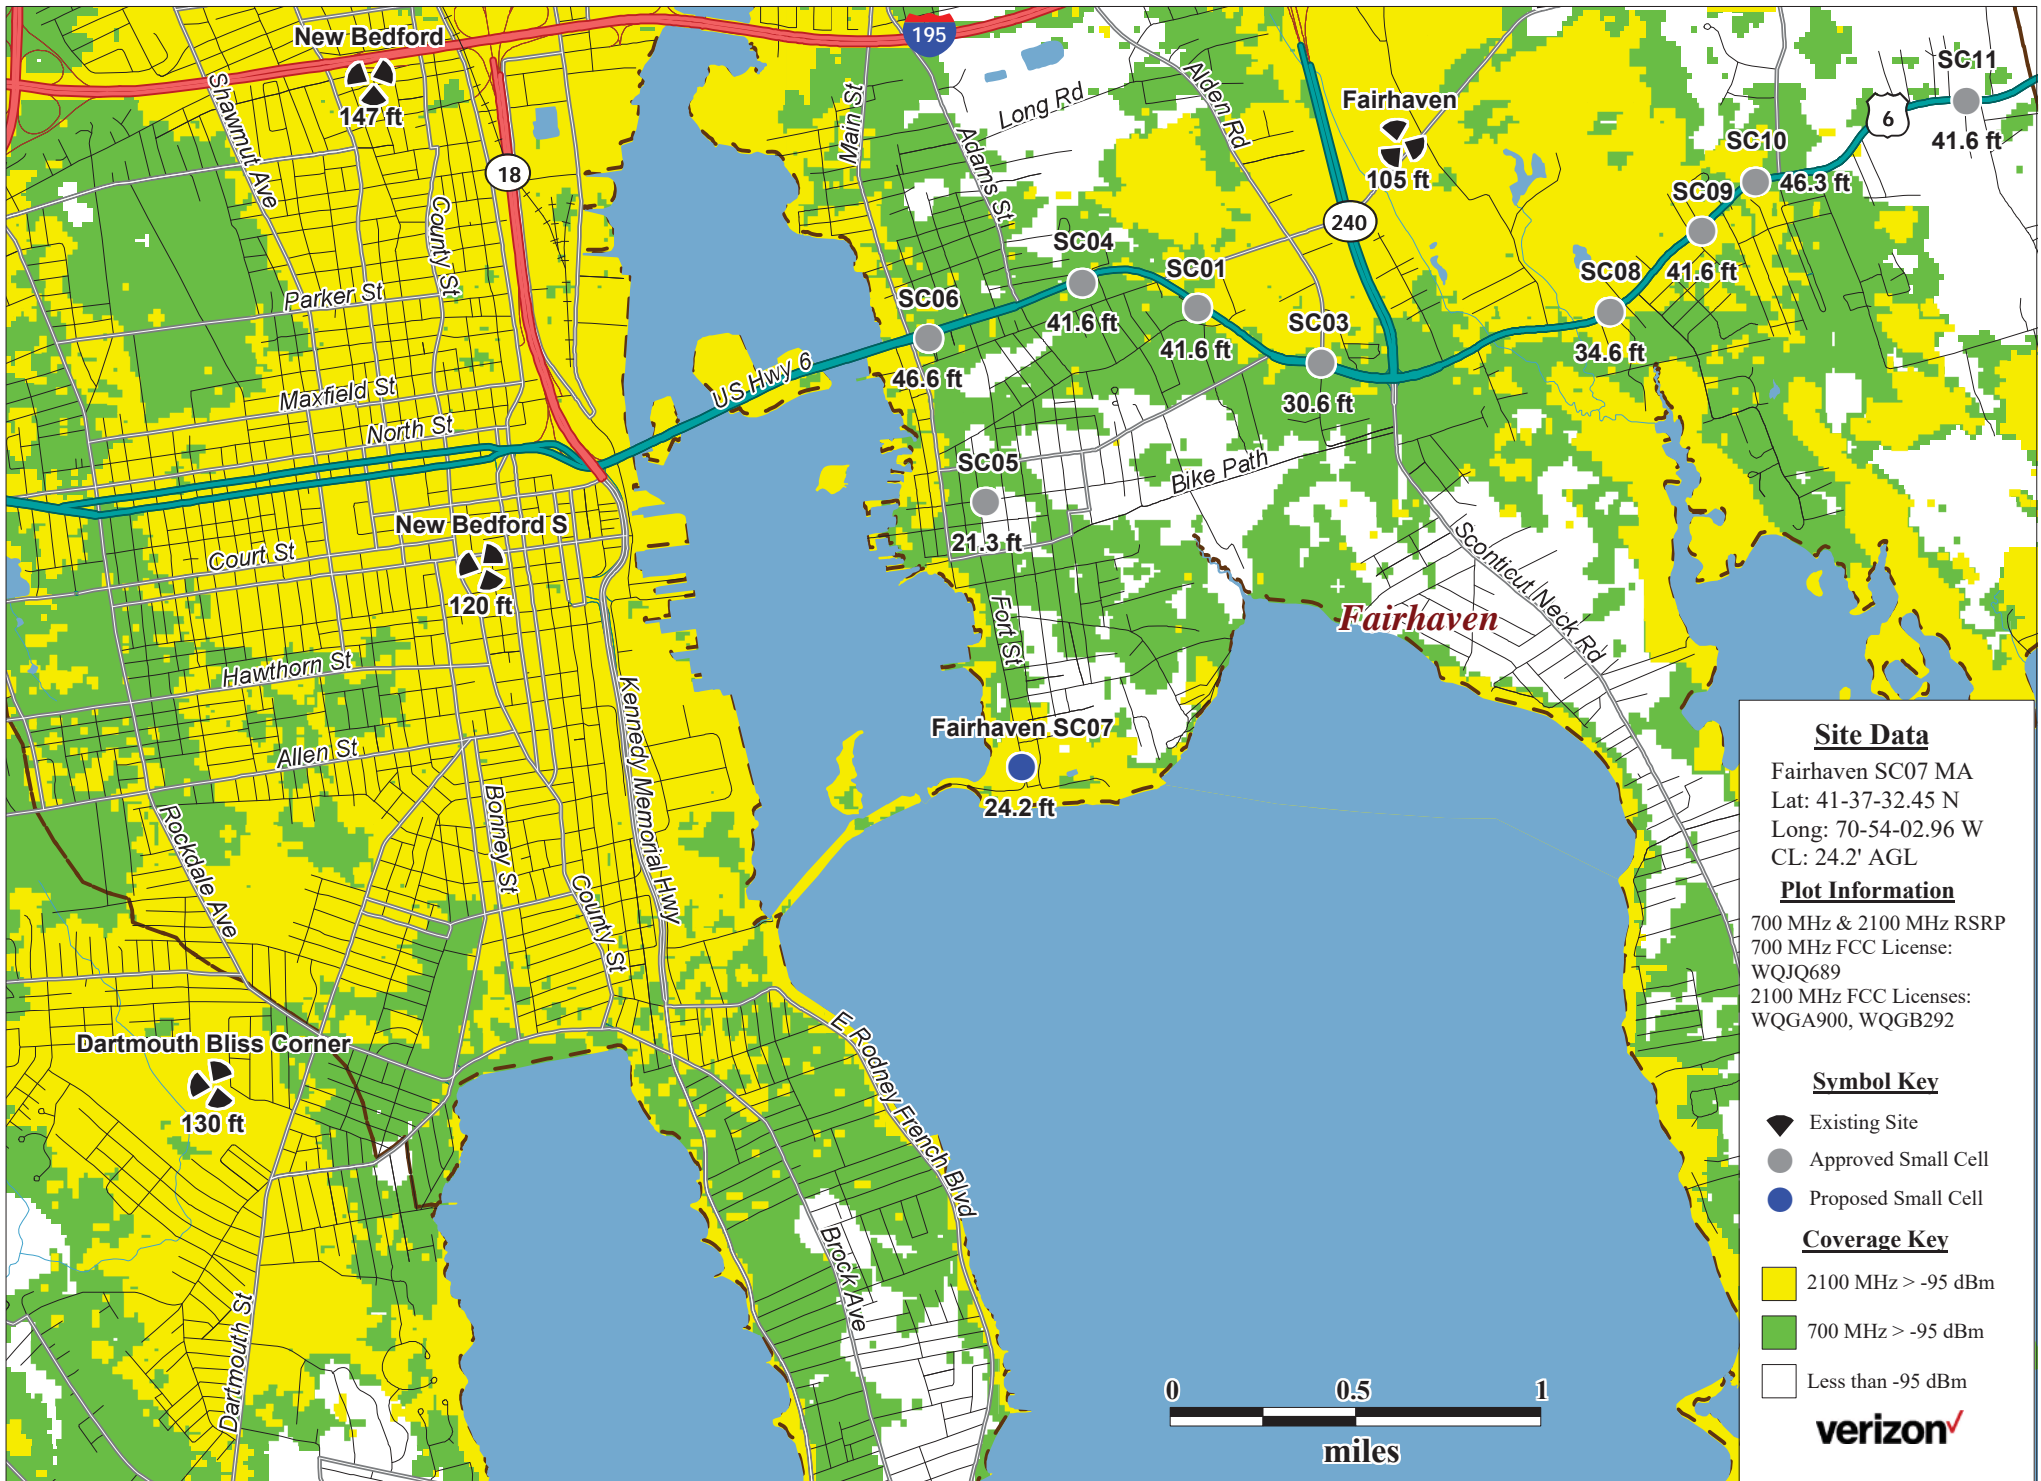 New Bedford
147 ft
195
Shawmut Ave
18
County St
Main St
Long Rd
Adams St
Alden Rd
Fairhaven
105 ft
240
SC11
41.6 ft
6
SC10
46.3 ft
SC09
41.6 ft
SC08
34.6 ft
SC04
41.6 ft
SC01
41.6 ft
SC06
46.6 ft
SC03
30.6 ft
Parker St
Maxfield St
North St
US Hwy 6
SC05
21.3 ft
Bike Path
New Bedford S
120 ft
Court St
Fort St
Fairhaven
Sconticut Neck Rd
Hawthorn St
Allen St
Kennedy Memorial Hwy
Fairhaven SC07
24.2 ft
Rockdale Ave
Bonney St
County St
Dartmouth Bliss Corner
130 ft
E Rodney French Blvd
Brock Ave
Dartmouth St
0 0.5 1
miles
Site Data
Fairhaven SC07 MA
Lat: 41-37-32.45 N
Long: 70-54-02.96 W
CL: 24.2' AGL
Plot Information
700 MHz & 2100 MHz RSRP
700 MHz FCC License:
WQJQ689
2100 MHz FCC Licenses:
WQGA900, WQGB292
Symbol Key
Existing Site
Approved Small Cell
Proposed Small Cell
Coverage Key
2100 MHz > -95 dBm
700 MHz > -95 dBm
Less than -95 dBm
verizon